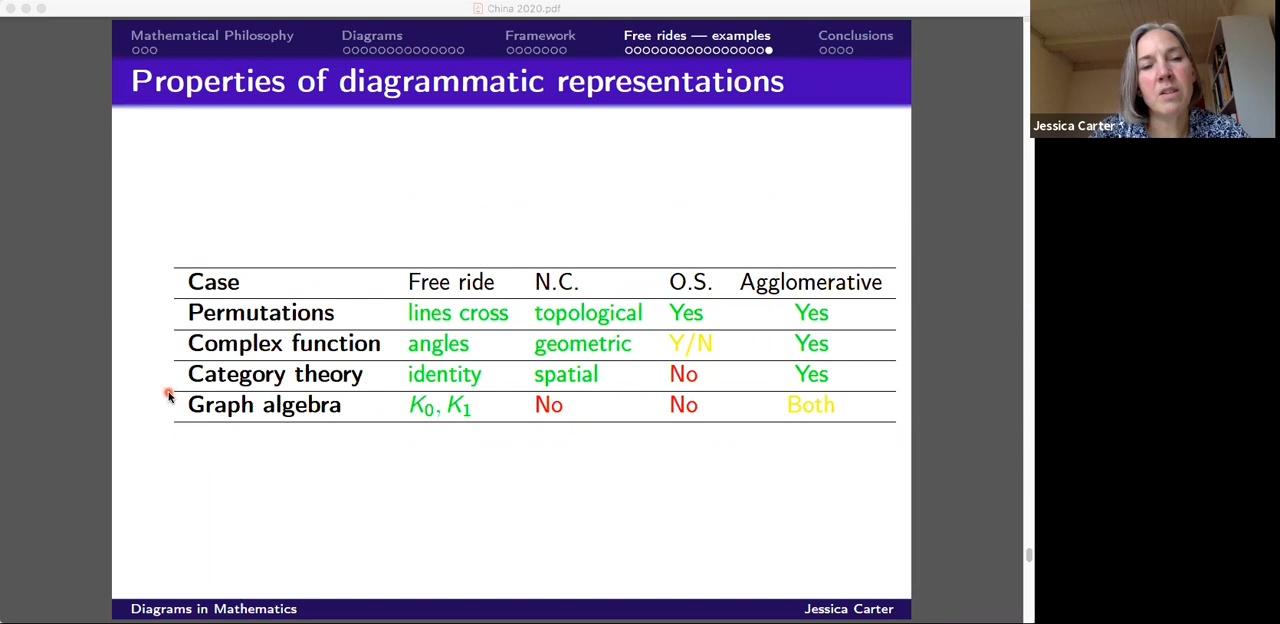 China 2020.pdf
Mathematical Philosophy Diagrams Framework Free rides — examples Conclusions
Properties of diagrammatic representations
Jessica Carter
Case Free ride N.C. O.S. Agglomerative
Permutations lines cross topological Yes Yes
Complex function angles geometric Y/N Yes
Category theory identity spatial No Yes
Graph algebra K₀, K₁ No No Both
Diagrams in Mathematics Jessica Carter